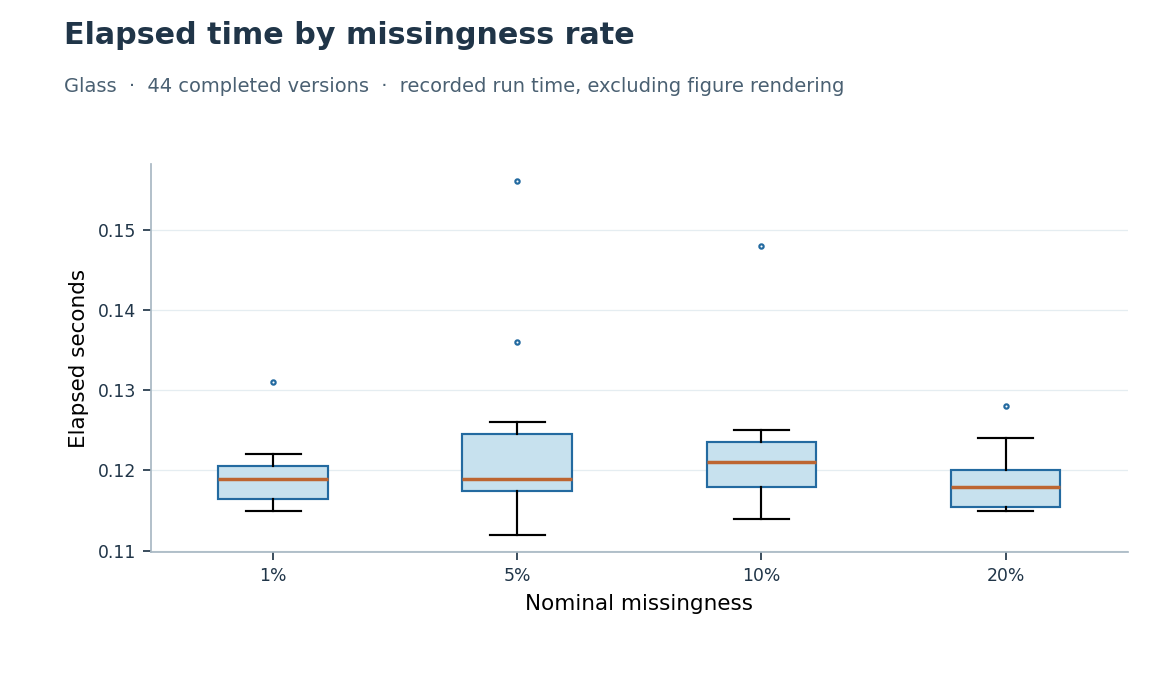 Elapsed time by missingness rate
Glass · 44 completed versions · recorded run time, excluding figure rendering
0.15
0.14
0.13
0.12
0.11
Elapsed seconds
1% 5% 10% 20%
Nominal missingness